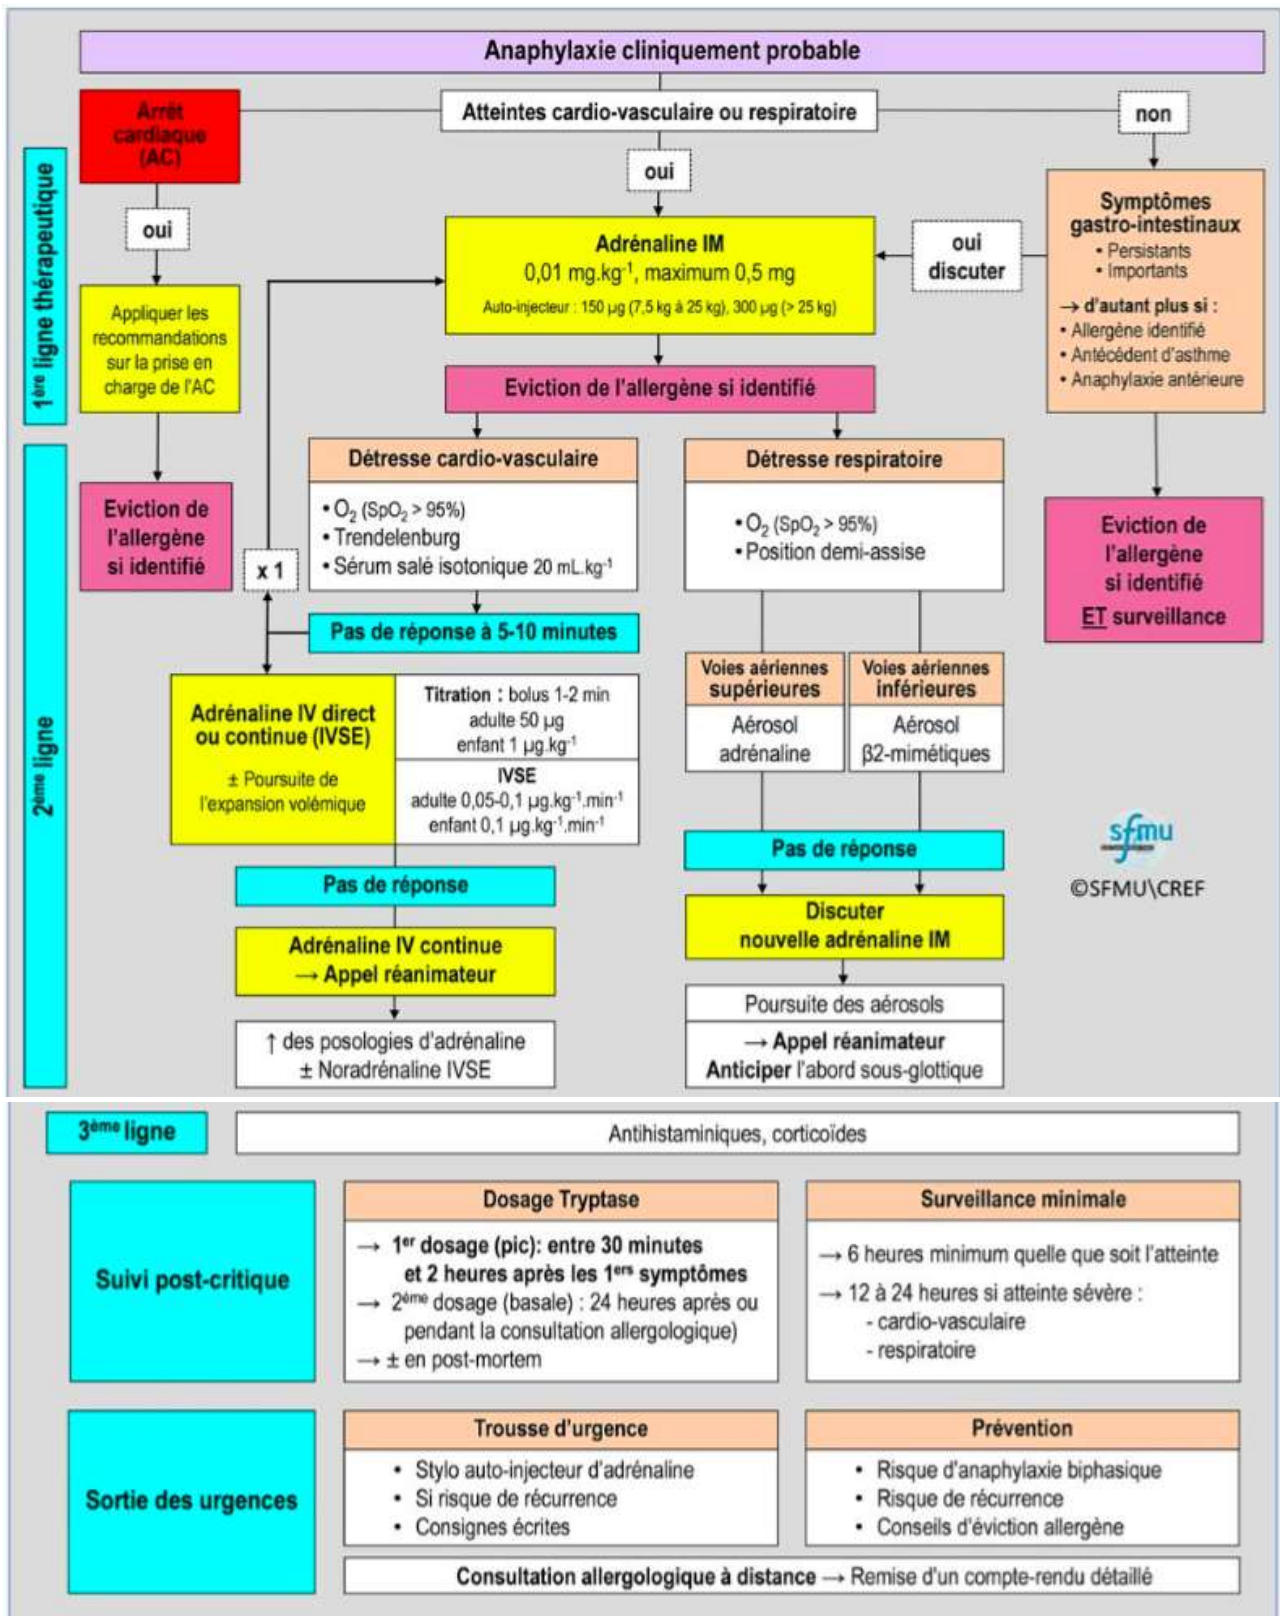 Anaphylaxie cliniquement probable
Arrêt
cardiaque
(AC)
Atteintes cardio-vasculaire ou respiratoire
non
oui
oui
1ère ligne thérapeutique
Appliquer les
recommandations
sur la prise en
charge de l'AC
Eviction de
l'allergène
si identifié
Adrénaline IM
0,01 mg.kg-1, maximum 0,5 mg
Auto-injecteur : 150 µg (7,5 kg à 25 kg), 300 µg (> 25 kg)
oui
discuter
Symptômes
gastro-intestinaux
• Persistants
• Importants
→ d'autant plus si :
• Allergène identifié
• Antécédent d'asthme
• Anaphylaxie antérieure
Eviction de l'allergène si identifié
Eviction de
l'allergène
si identifié
ET surveillance
2ème ligne
Détresse cardio-vasculaire
• O2 (SpO2 > 95%)
• Trendelenburg
• Sérum salé isotonique 20 mL.kg-1
x 1
Pas de réponse à 5-10 minutes
Adrénaline IV direct
ou continue (IVSE)
± Poursuite de
l'expansion volémique
Titration : bolus 1-2 min
adulte 50 µg
enfant 1 µg.kg-1
IVSE
adulte 0,05-0,1 µg.kg-1.min-1
enfant 0,1 µg.kg-1.min-1
Pas de réponse
Adrénaline IV continue
→ Appel réanimateur
↑ des posologies d'adrénaline
± Noradrénaline IVSE
Détresse respiratoire
• O2 (SpO2 > 95%)
• Position demi-assise
Voies aériennes
supérieures
Aérosol
adrénaline
Voies aériennes
inférieures
Aérosol
β2-mimétiques
Pas de réponse
Discuter
nouvelle adrénaline IM
Poursuite des aérosols
→ Appel réanimateur
Anticiper l'abord sous-glottique
sfmu
©SFMU\CREF
3ème ligne
Antihistaminiques, corticoïdes
Suivi post-critique
Dosage Tryptase
→ 1er dosage (pic): entre 30 minutes
et 2 heures après les 1ers symptômes
→ 2ème dosage (basale) : 24 heures après ou
pendant la consultation allergologique)
→ ± en post-mortem
Surveillance minimale
→ 6 heures minimum quelle que soit l'atteinte
→ 12 à 24 heures si atteinte sévère :
- cardio-vasculaire
- respiratoire
Sortie des urgences
Trousse d'urgence
• Stylo auto-injecteur d'adrénaline
• Si risque de récurrence
• Consignes écrites
Prévention
• Risque d'anaphylaxie biphasique
• Risque de récurrence
• Conseils d'éviction allergène
Consultation allergologique à distance → Remise d'un compte-rendu détaillé